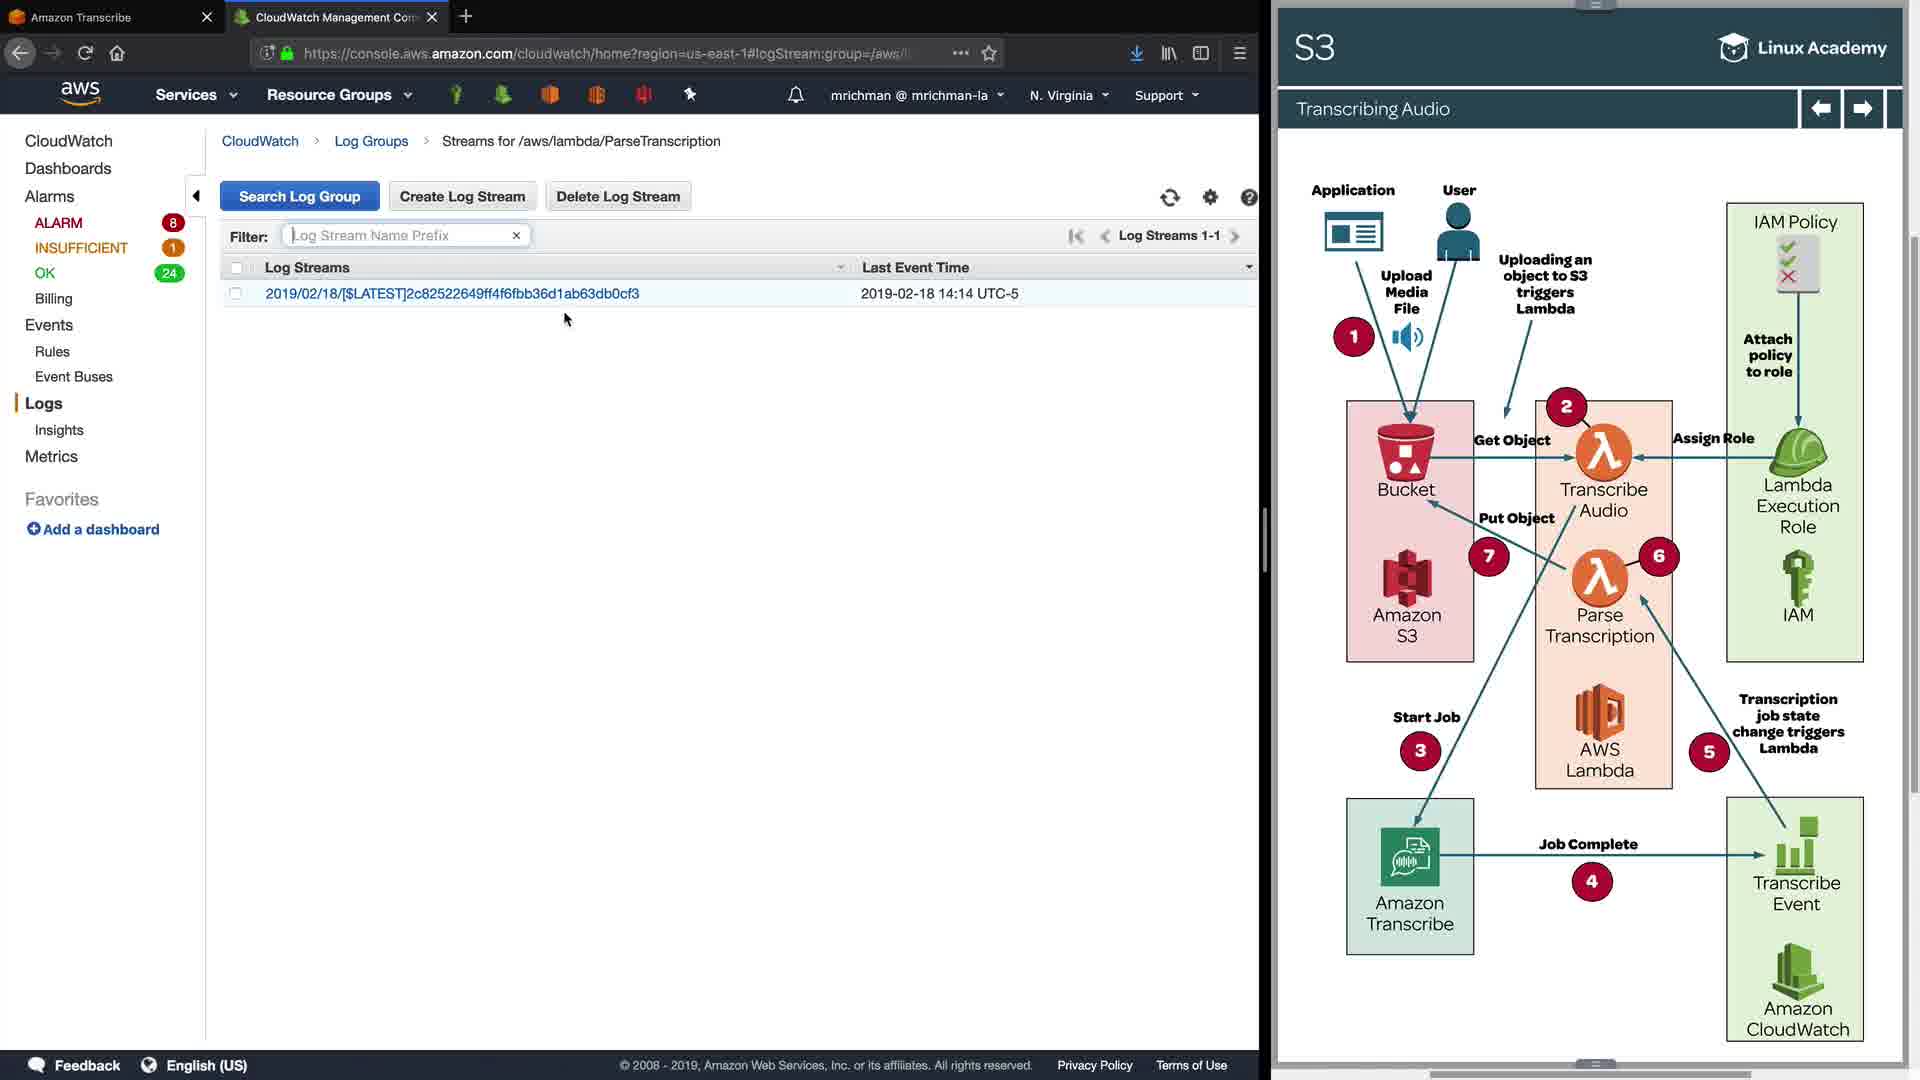 Amazon Transcribe
CloudWatch Management Con
https://console.aws.amazon.com/cloudwatch/home?region=us-east-1#logStream:group=/aws/l
aws
Services
Resource Groups
mrichman @ mrichman-la
N. Virginia
Support
CloudWatch
Dashboards
Alarms
ALARM 8
INSUFFICIENT 1
OK 24
Billing
Events
Rules
Event Buses
Logs
Insights
Metrics
Favorites
Add a dashboard
CloudWatch > Log Groups > Streams for /aws/lambda/ParseTranscription
Search Log Group
Create Log Stream
Delete Log Stream
Filter: Log Stream Name Prefix
Log Streams 1-1
Log Streams
Last Event Time
2019/02/18/[$LATEST]2c82522649ff4f6fbb36d1ab63db0cf3
2019-02-18 14:14 UTC-5
Feedback
English (US)
© 2008 - 2019, Amazon Web Services, Inc. or its affiliates. All rights reserved.
Privacy Policy
Terms of Use
S3
Linux Academy
Transcribing Audio
Application
User
Upload
Media
File
1
Uploading an
object to S3
triggers
Lambda
IAM Policy
Attach
policy
to role
2
Get Object
Assign Role
Bucket
Transcribe
Audio
Lambda
Execution
Role
Put Object
7
6
Amazon
S3
Parse
Transcription
IAM
Start Job
3
AWS
Lambda
5
Transcription
job state
change triggers
Lambda
Job Complete
4
Amazon
Transcribe
Transcribe
Event
Amazon
CloudWatch